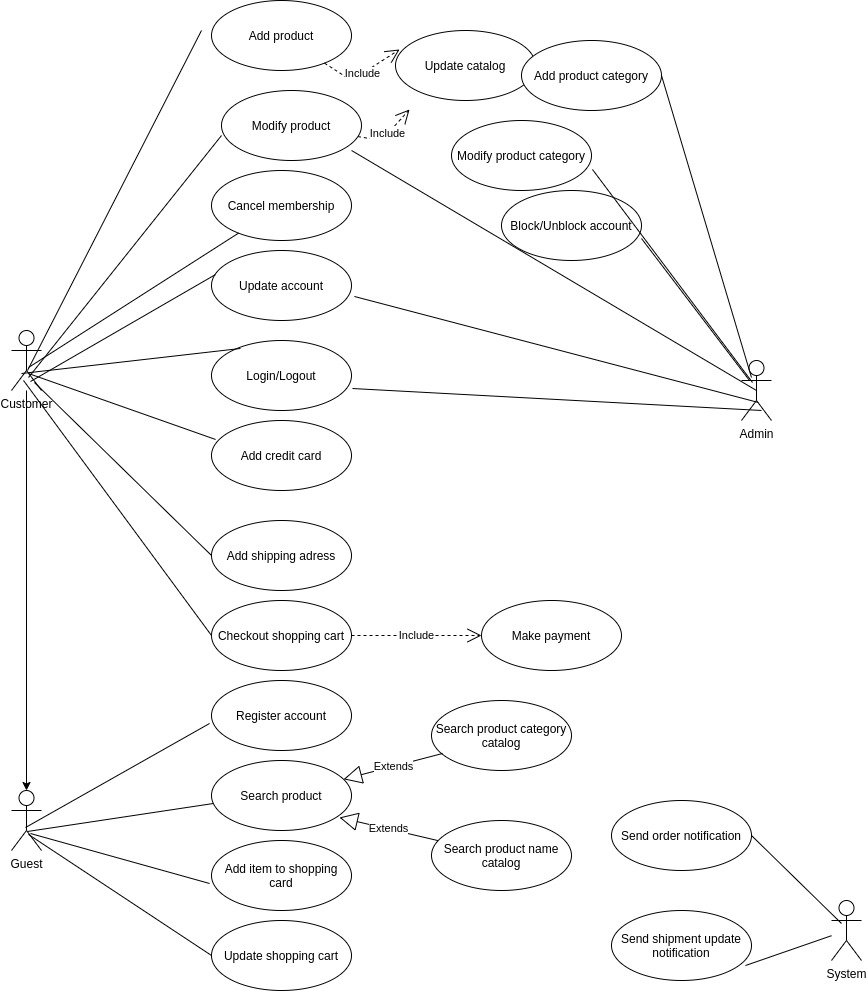 Add product
Update catalog
Include
Add product category
Modify product
Include
Modify product category
Cancel membership
Block/Unblock account
Update account
Login/Logout
Customer
Admin
Add credit card
Add shipping adress
Checkout shopping cart
Include
Make payment
Register account
Search product category
catalog
Extends
Search product
Extends
Search product name
catalog
Send order notification
Guest
Add item to shopping
card
Update shopping cart
Send shipment update
notification
System